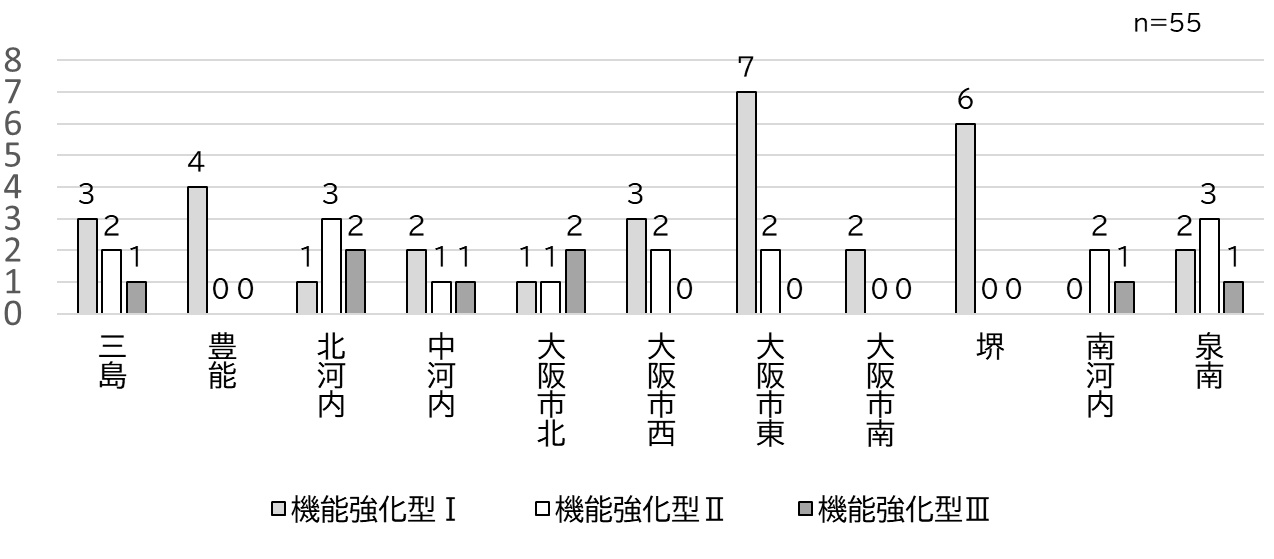 n=55
8
7
6
5
4
3
2
1
0
3 2 1
4 0 0
1 3 2
2 1 1
1 1 2
3 2 0
7 2 0
2 0 0
6 0 0
0 2 1
2 3 1
三島
豊能
北河内
中河内
大阪市北
大阪市西
大阪市東
大阪市南
堺
南河内
泉南
機能強化型Ⅰ
機能強化型Ⅱ
機能強化型Ⅲ